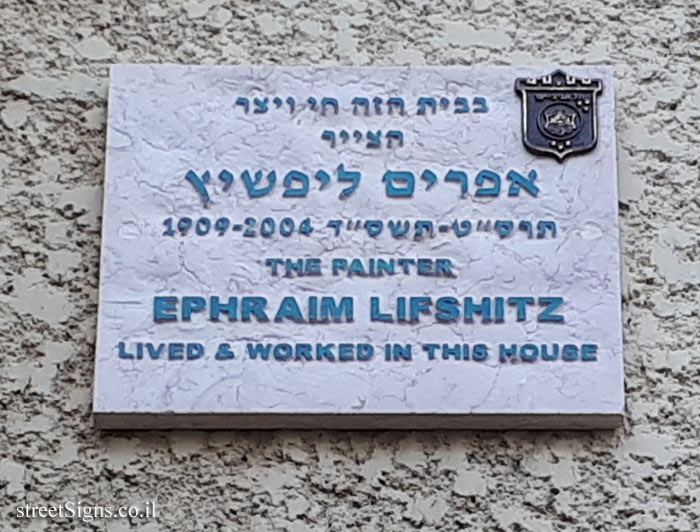 בבית הזה חי ויצר
הצייר
אפרים ליפשיץ
תרס״ט-תשס״ד 1909-2004
THE PAINTER
EPHRAIM LIFSHITZ
LIVED & WORKED IN THIS HOUSE
streetSigns.co.il